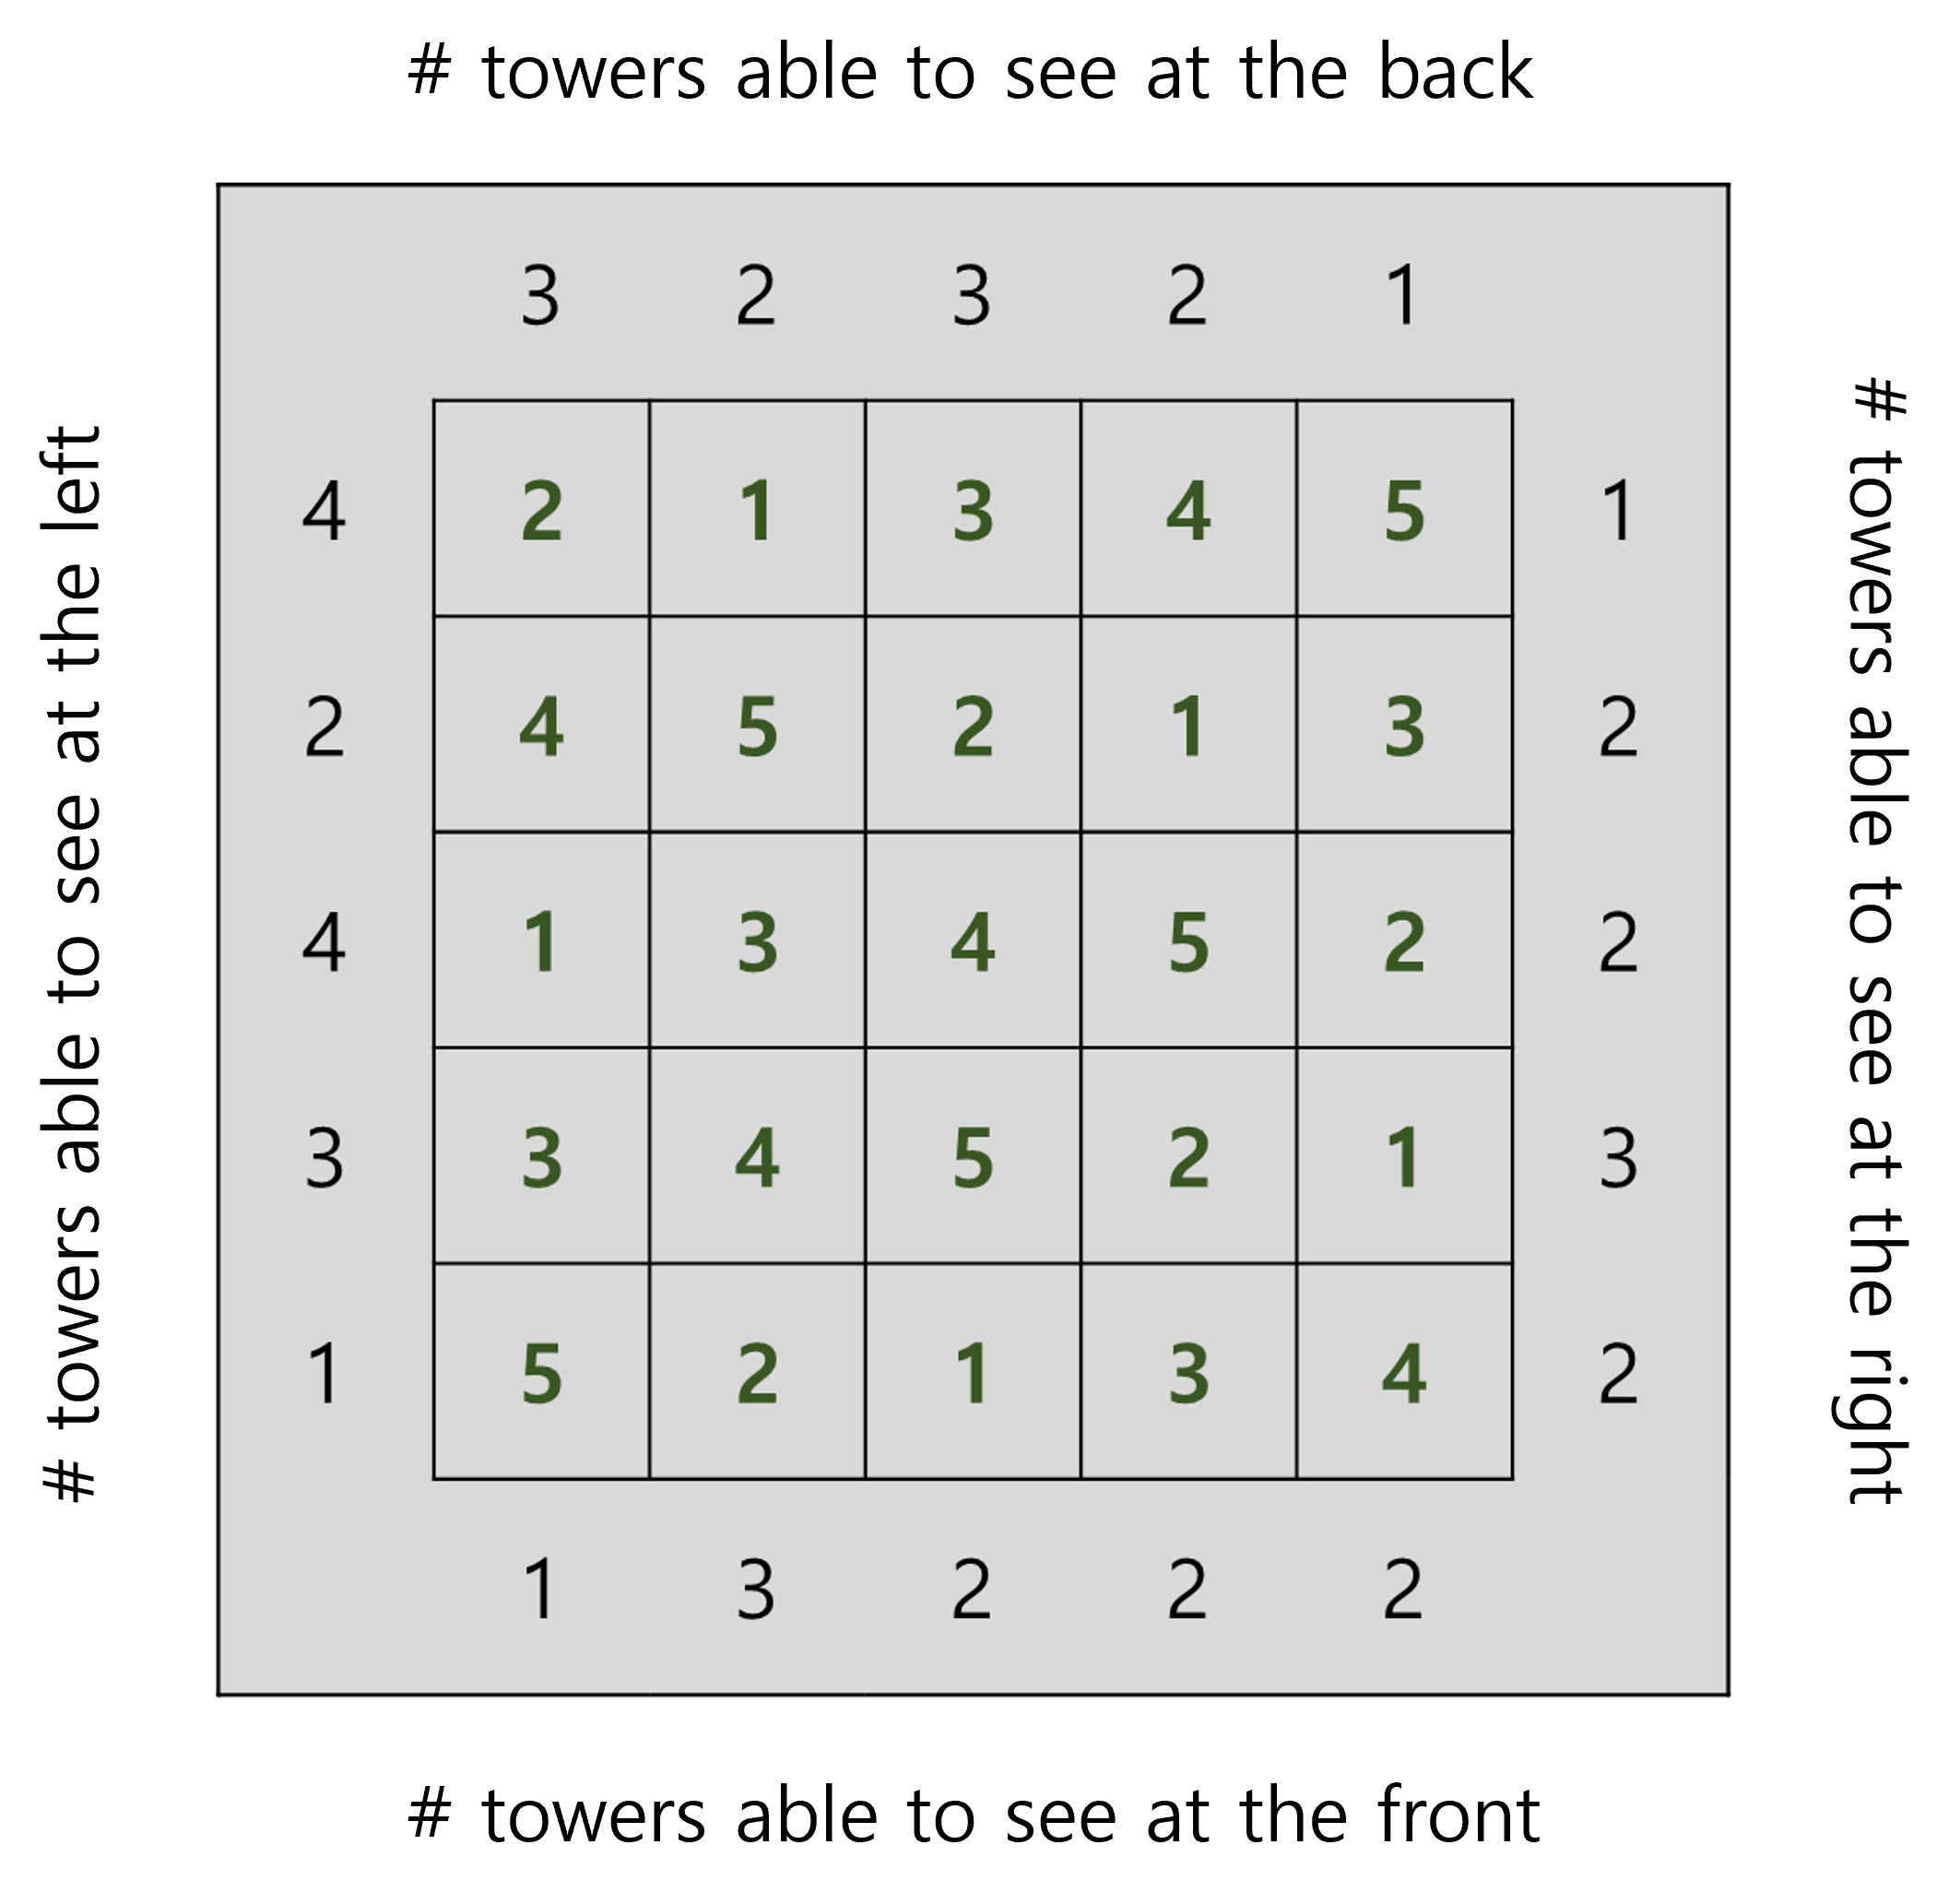 # towers able to see at the back
# towers able to see at the left
# towers able to see at the right
3 2 3 2 1
4 2 1 3 4 5 1
2 4 5 2 1 3 2
4 1 3 4 5 2 2
3 3 4 5 2 1 3
1 5 2 1 3 4 2
1 3 2 2 2
# towers able to see at the front